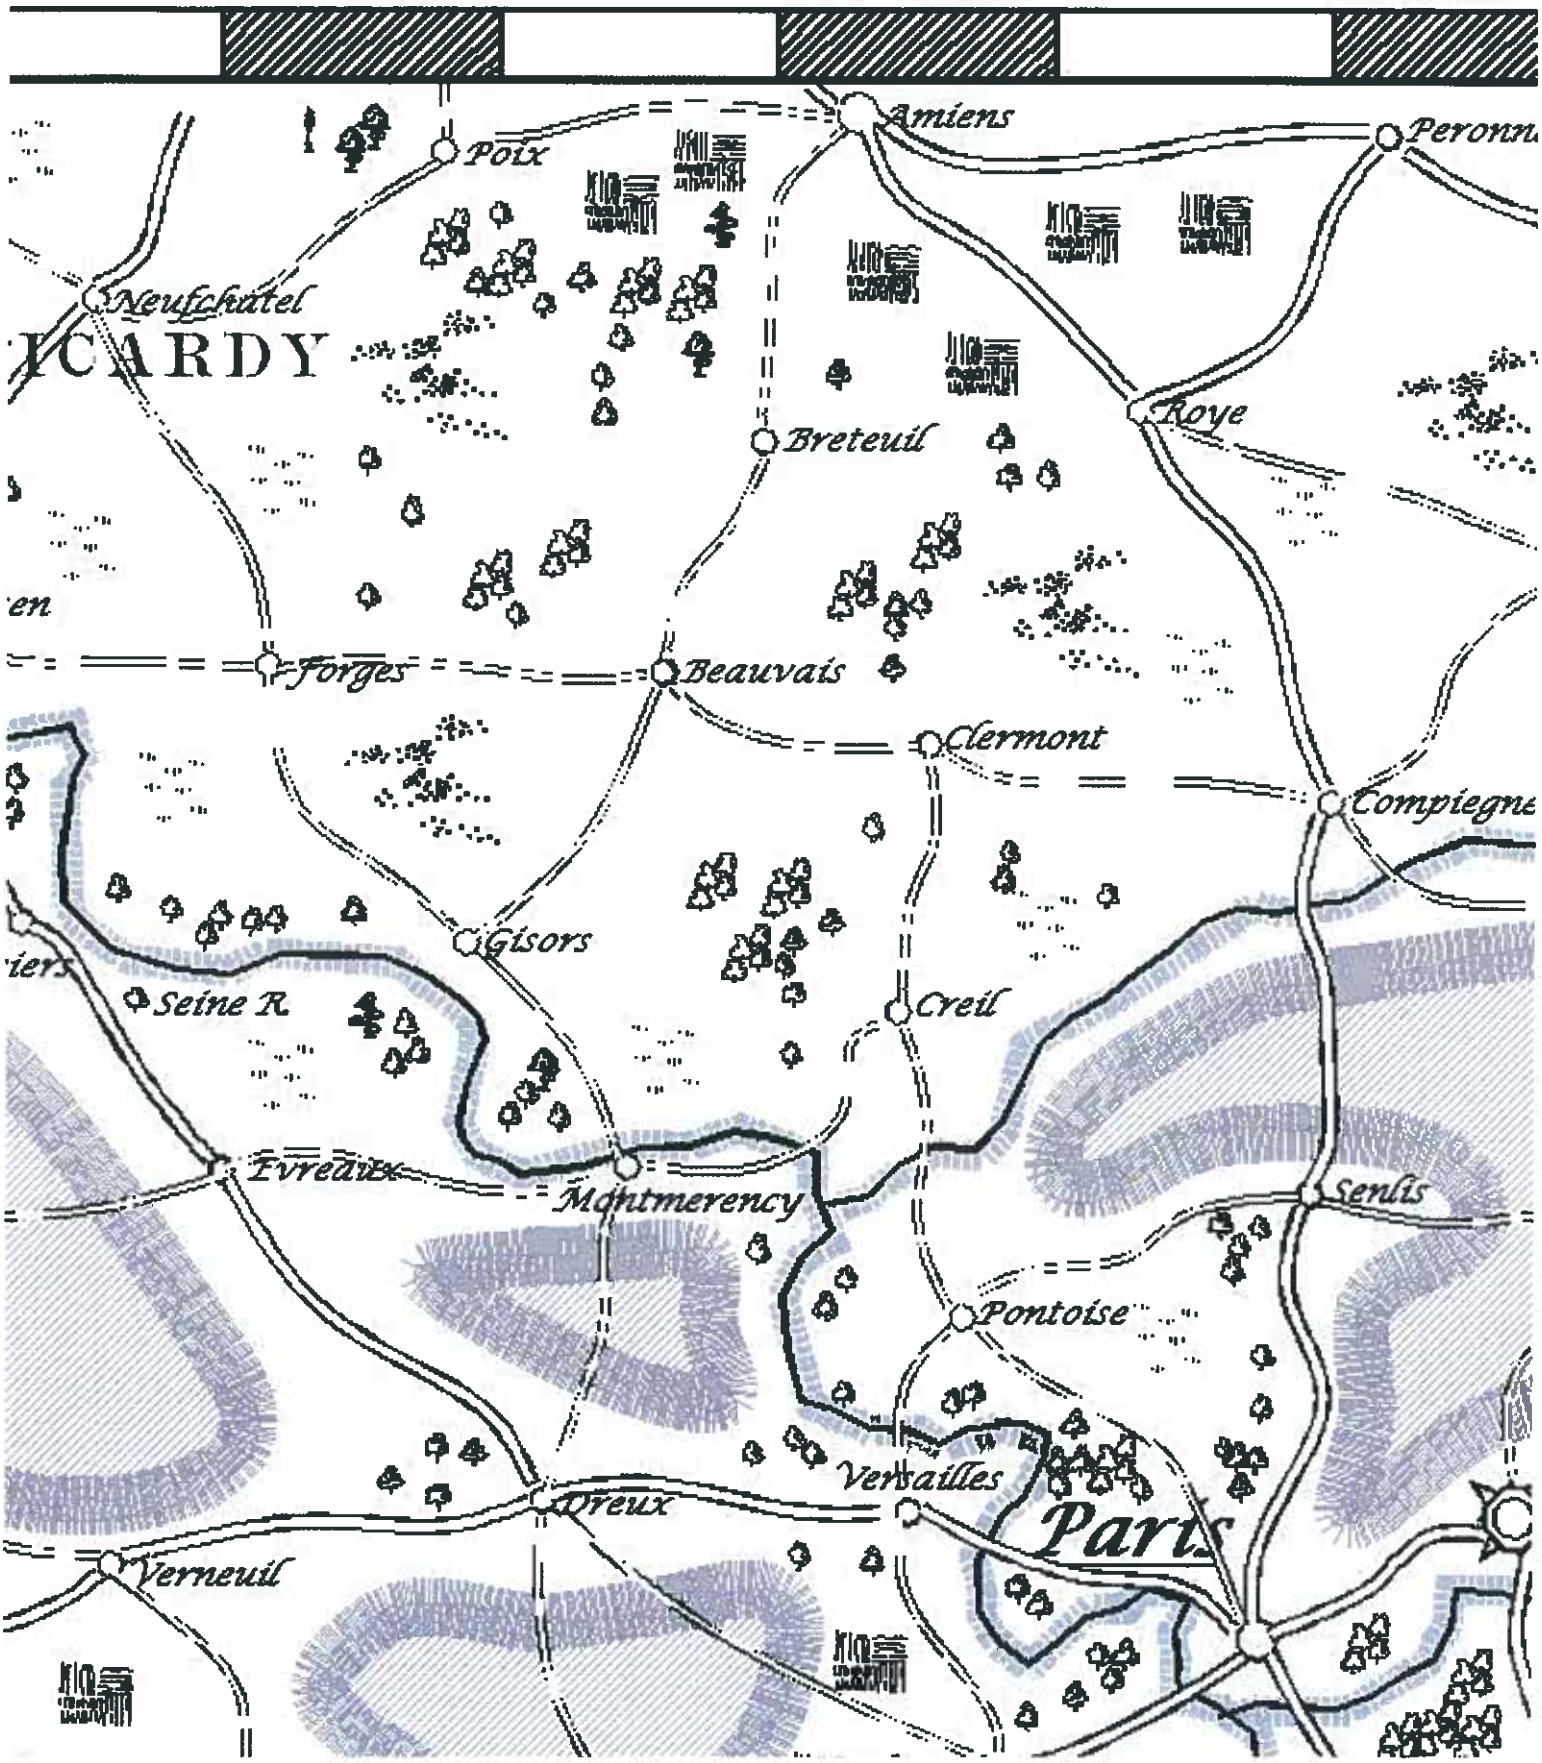 Amiens
Peronn
Poix
Neufchatel
ICARDY
Roye
Breteuil
en
Forges
Beauvais
Clermont
Compiegne
Gisors
iers
Seine R.
Creil
Evreaux
Montmerency
Senlis
Pontoise
Versailles
Dreux
Paris
Verneuil